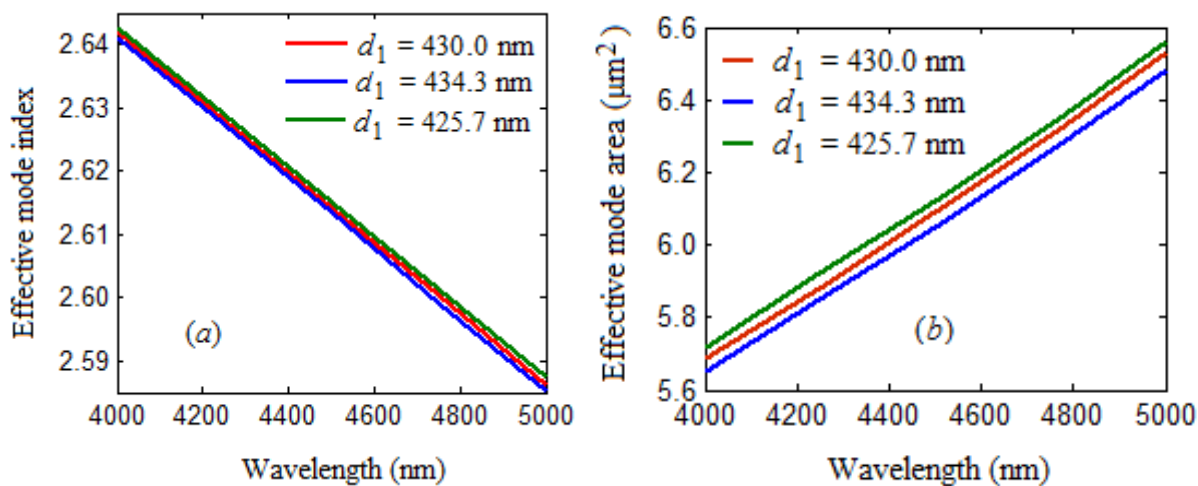 2.64
2.63
2.62
2.61
2.60
2.59
Effective mode index
d₁ = 430.0 nm
d₁ = 434.3 nm
d₁ = 425.7 nm
(a)
4000 4200 4400 4600 4800 5000
Wavelength (nm)
6.6
6.4
6.2
6.0
5.8
5.6
Effective mode area (μm²)
d₁ = 430.0 nm
d₁ = 434.3 nm
d₁ = 425.7 nm
(b)
4000 4200 4400 4600 4800 5000
Wavelength (nm)